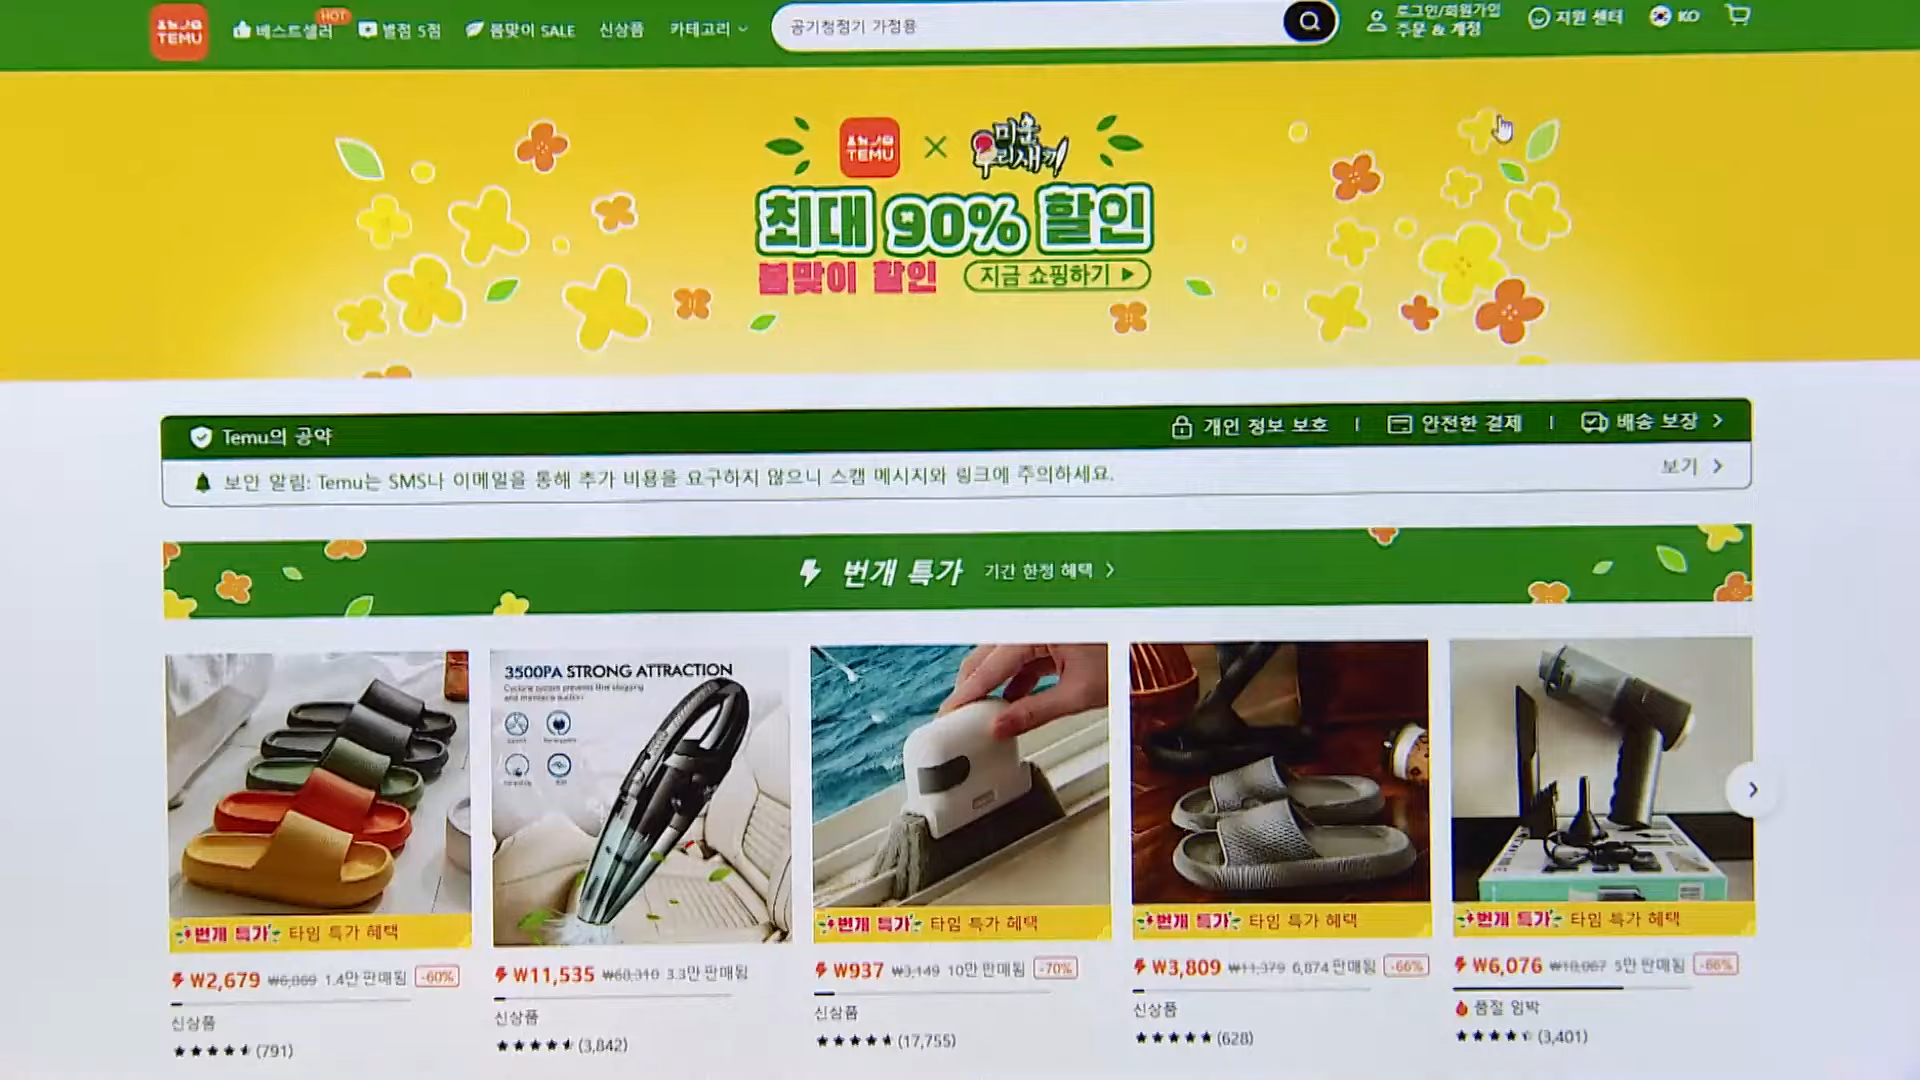 TEMU
베스트셀러
HOT
별점 5점
봄맞이 SALE
신상품
카테고리
공기청정기 가정용
로그인/회원가입
주문 & 계정
지원 센터
KO
TEMU
미운
우리새끼
최대 90% 할인
봄맞이 할인
지금 쇼핑하기
Temu의 공약
개인 정보 보호
안전한 결제
배송 보장
보안 알림: Temu는 SMS나 이메일을 통해 추가 비용을 요구하지 않으니 스캠 메시지와 링크에 주의하세요.
보기
번개 특가 기간 한정 혜택
3500PA STRONG ATTRACTION
번개 특가 타임 특가 혜택
₩2,679 ₩6,869 1.4만 판매됨 -60%
신상품
(791)
₩11,535 ₩60,310 3.3만 판매됨
신상품
(3,842)
번개 특가 타임 특가 혜택
₩937 ₩3,149 10만 판매됨 -70%
신상품
(17,755)
번개 특가 타임 특가 혜택
₩3,809 ₩11,379 6,874 판매됨 -66%
신상품
(628)
번개 특가 타임 특가 혜택
₩6,076 5만 판매됨 -66%
품절 임박
(3,401)